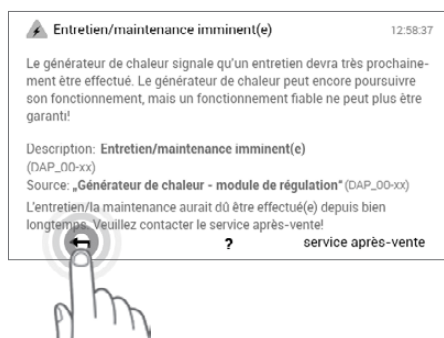 Entretien/maintenance imminent(e) 12:58:37
Le générateur de chaleur signale qu'un entretien devra très prochaine-
ment être effectué. Le générateur de chaleur peut encore poursuivre
son fonctionnement, mais un fonctionnement fiable ne peut plus être
garanti!
Description: Entretien/maintenance imminent(e)
(DAP_00-xx)
Source: „Générateur de chaleur - module de régulation“ (DAP_00-xx)
L'entretien/la maintenance aurait dû être effectué(e) depuis bien
longtemps. Veuillez contacter le service après-vente!
? service après-vente